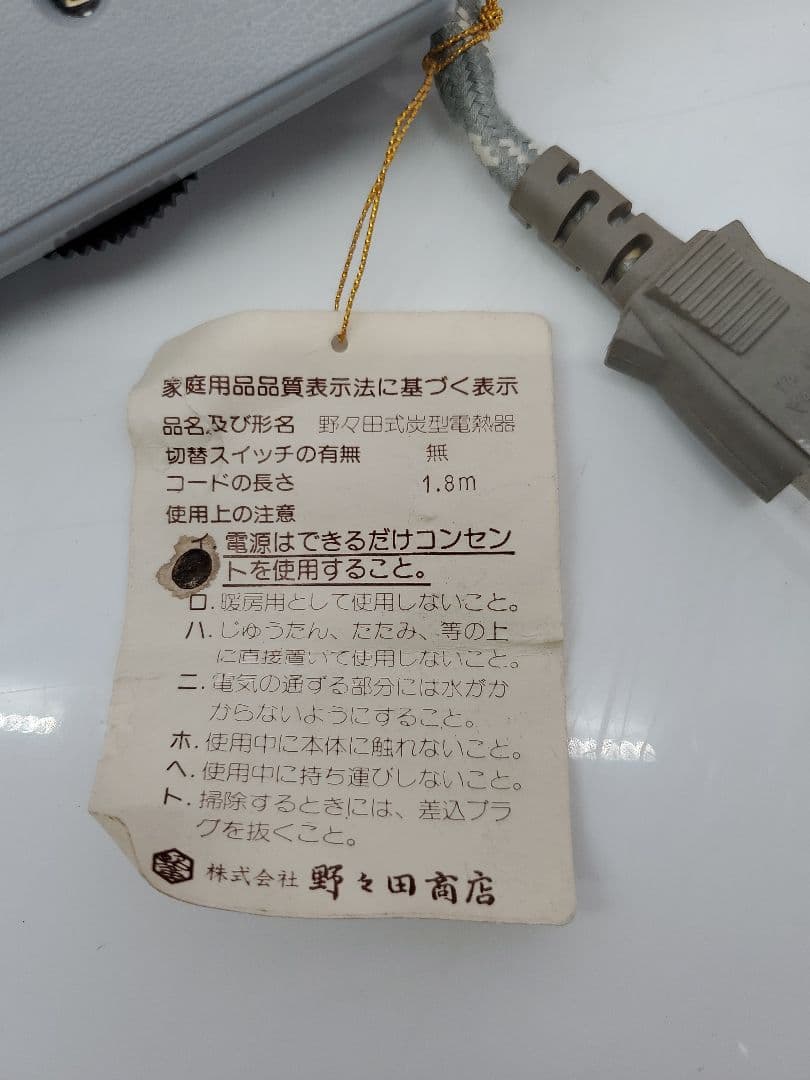 家庭用品品質表示法に基づく表示
品名及び形名 野々田式炭型電熱器
切替スイッチの有無 無
コードの長さ 1.8m
使用上の注意
イ. 電源はできるだけコンセン
トを使用すること。
ロ. 暖房用として使用しないこと。
ハ. じゅうたん、たたみ、等の上
に直接置いて使用しないこと。
ニ. 電気の通ずる部分には水がか
からないようにすること。
ホ. 使用中に本体に触れないこと。
ヘ. 使用中に持ち運びしないこと。
ト. 掃除するときには、差込プラ
グを抜くこと。
株式会社 野々田商店